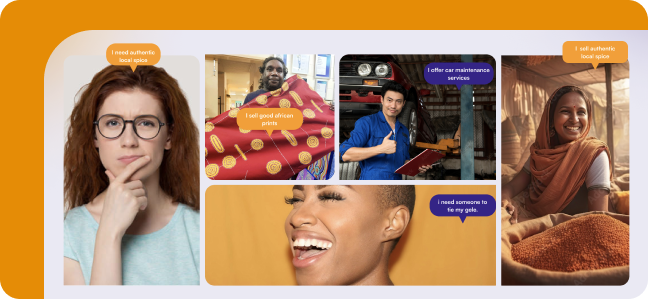 I need authentic
local spice
I sell good african
prints
I offer car maintenance
services
i need someone to
tie my gele.
I sell authentic
local spice